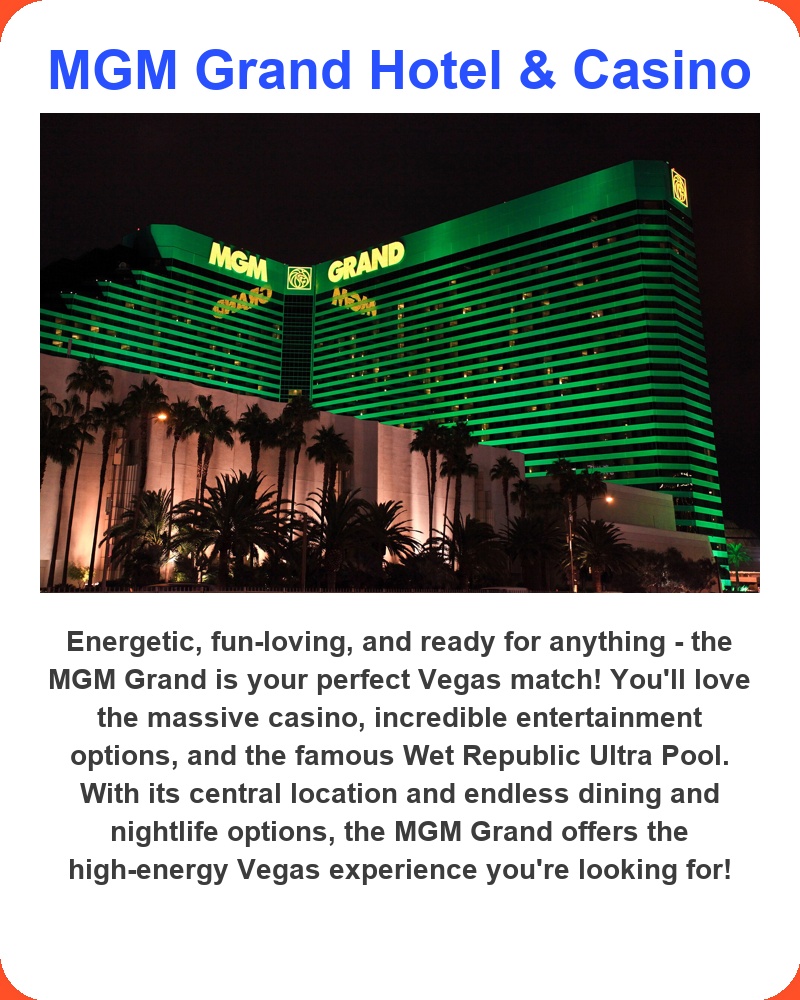 MGM Grand Hotel & Casino
MGM GRAND
GRAND MGM
Energetic, fun-loving, and ready for anything - the
MGM Grand is your perfect Vegas match! You'll love
the massive casino, incredible entertainment
options, and the famous Wet Republic Ultra Pool.
With its central location and endless dining and
nightlife options, the MGM Grand offers the
high-energy Vegas experience you're looking for!